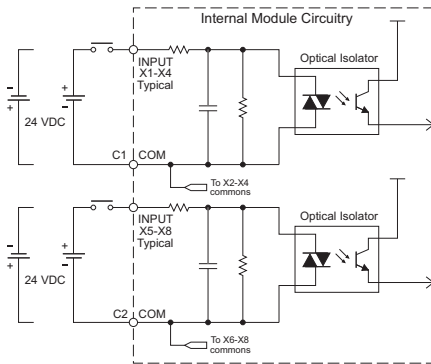 Internal Module Circuitry
INPUT
X1-X4
Typical
Optical Isolator
-
+
+
-
24 VDC
C1
COM
To X2-X4
commons
INPUT
X5-X8
Typical
Optical Isolator
-
+
+
-
24 VDC
C2
COM
To X6-X8
commons